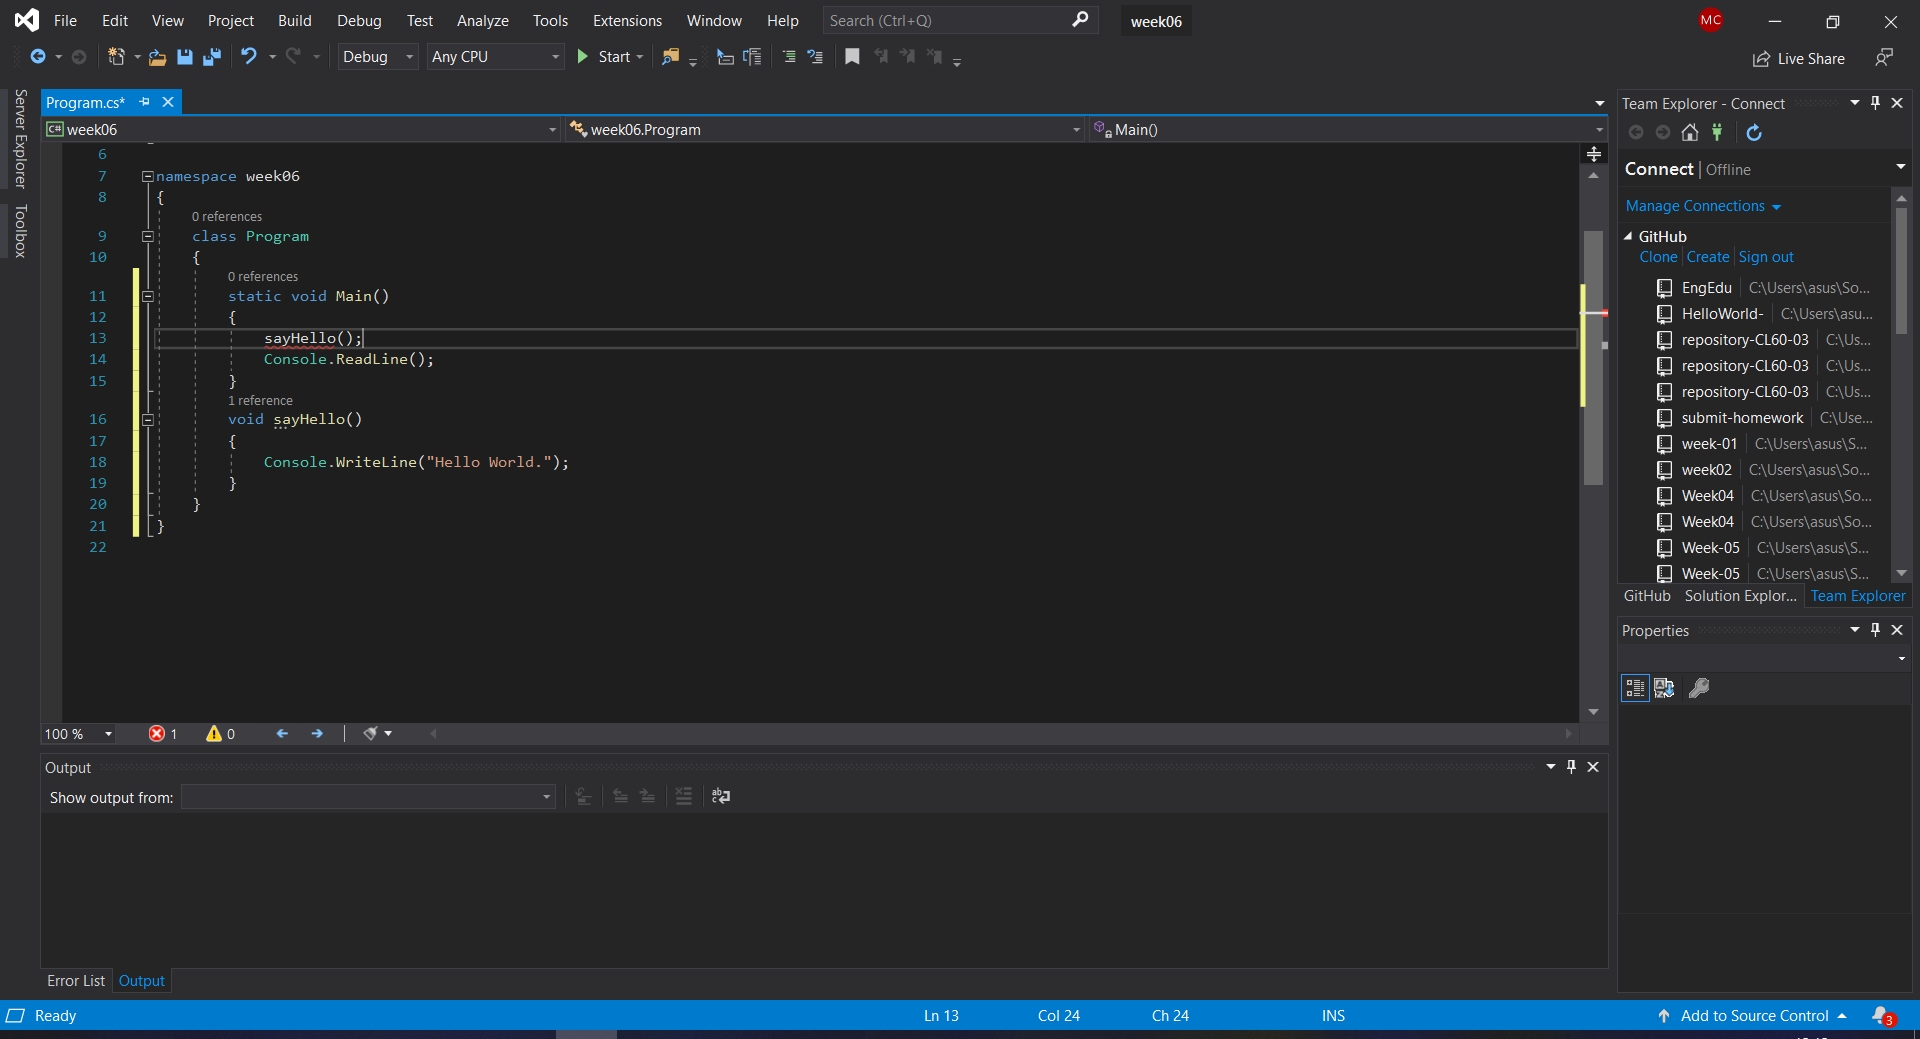 File Edit View Project Build Debug Test Analyze Tools Extensions Window Help Search (Ctrl+Q) week06 MC
Debug Any CPU Start Live Share
Server Explorer
Toolbox
Program.cs*
week06 week06.Program Main()
6
7 namespace week06
8 {
0 references
9 class Program
10 {
0 references
11 static void Main()
12 {
13 sayHello();
14 Console.ReadLine();
15 }
1 reference
16 void sayHello()
17 {
18 Console.WriteLine("Hello World.");
19 }
20 }
21 }
22
100 % 1 0
Output
Show output from:
Error List Output
Team Explorer - Connect
Connect | Offline
Manage Connections
GitHub
Clone Create Sign out
EngEdu C:\Users\asus\So...
HelloWorld- C:\Users\asu...
repository-CL60-03 C:\Us...
repository-CL60-03 C:\Us...
repository-CL60-03 C:\Us...
submit-homework C:\Use...
week-01 C:\Users\asus\S...
week02 C:\Users\asus\So...
Week04 C:\Users\asus\So...
Week04 C:\Users\asus\So...
Week-05 C:\Users\asus\S...
Week-05 C:\Users\asus\S...
GitHub Solution Explor... Team Explorer
Properties
Ready Ln 13 Col 24 Ch 24 INS Add to Source Control 3